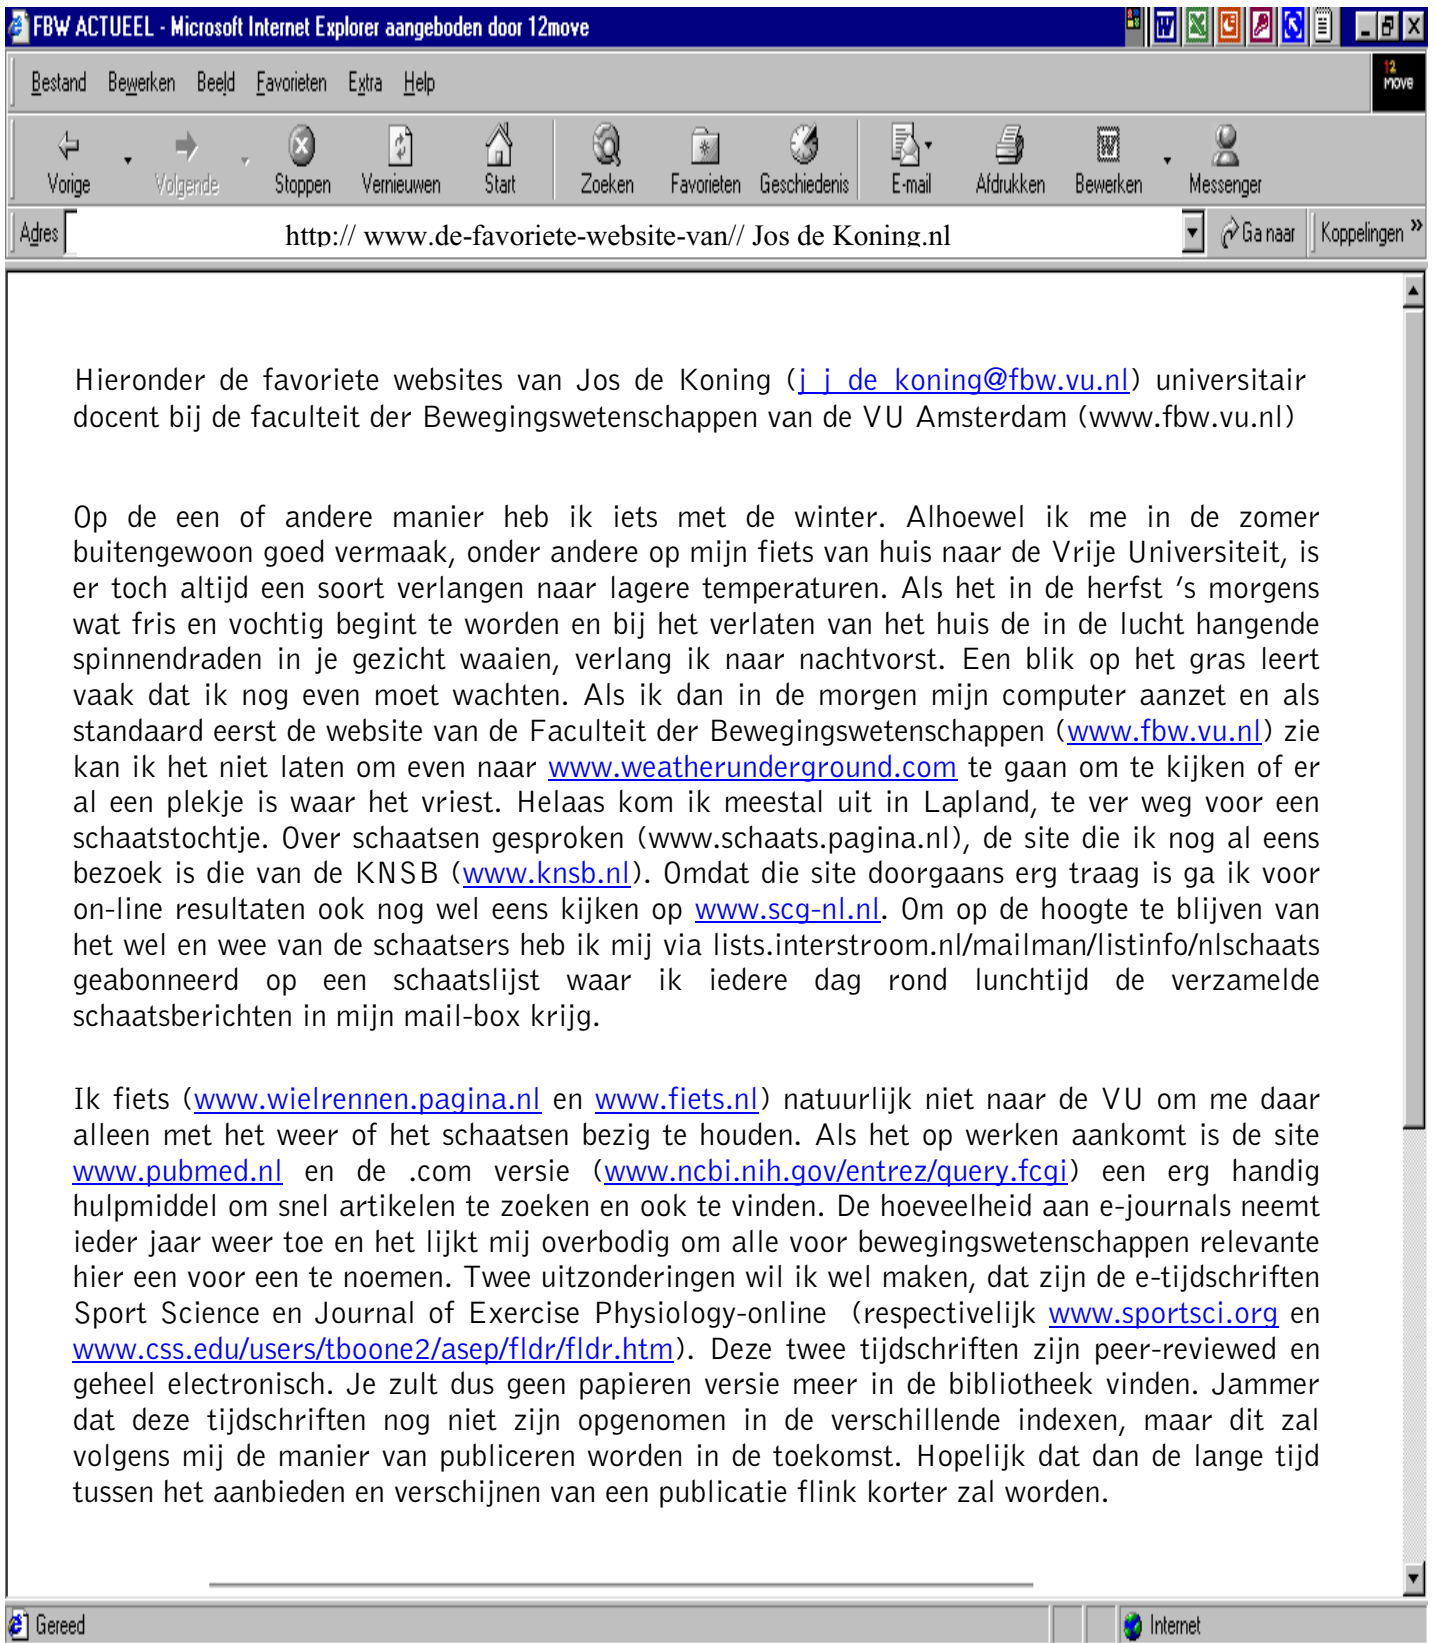 FBW ACTUEEL - Microsoft Internet Explorer aangeboden door 12move
Bestand Bewerken Beeld Favorieten Extra Help
12 move
Vorige Volgende Stoppen Vernieuwen Start Zoeken Favorieten Geschiedenis E-mail Afdrukken Bewerken Messenger
Adres http:// www.de-favoriete-website-van// Jos de Koning.nl Ga naar Koppelingen »
Hieronder de favoriete websites van Jos de Koning (j_j_de_koning@fbw.vu.nl) universitair
docent bij de faculteit der Bewegingswetenschappen van de VU Amsterdam (www.fbw.vu.nl)
Op de een of andere manier heb ik iets met de winter. Alhoewel ik me in de zomer
buitengewoon goed vermaak, onder andere op mijn fiets van huis naar de Vrije Universiteit, is
er toch altijd een soort verlangen naar lagere temperaturen. Als het in de herfst ’s morgens
wat fris en vochtig begint te worden en bij het verlaten van het huis de in de lucht hangende
spinnendraden in je gezicht waaien, verlang ik naar nachtvorst. Een blik op het gras leert
vaak dat ik nog even moet wachten. Als ik dan in de morgen mijn computer aanzet en als
standaard eerst de website van de Faculteit der Bewegingswetenschappen (www.fbw.vu.nl) zie
kan ik het niet laten om even naar www.weatherunderground.com te gaan om te kijken of er
al een plekje is waar het vriest. Helaas kom ik meestal uit in Lapland, te ver weg voor een
schaatstochtje. Over schaatsen gesproken (www.schaats.pagina.nl), de site die ik nog al eens
bezoek is die van de KNSB (www.knsb.nl). Omdat die site doorgaans erg traag is ga ik voor
on-line resultaten ook nog wel eens kijken op www.scg-nl.nl. Om op de hoogte te blijven van
het wel en wee van de schaatsers heb ik mij via lists.interstroom.nl/mailman/listinfo/nlschaats
geabonneerd op een schaatslijst waar ik iedere dag rond lunchtijd de verzamelde
schaatsberichten in mijn mail-box krijg.
Ik fiets (www.wielrennen.pagina.nl en www.fiets.nl) natuurlijk niet naar de VU om me daar
alleen met het weer of het schaatsen bezig te houden. Als het op werken aankomt is de site
www.pubmed.nl en de .com versie (www.ncbi.nih.gov/entrez/query.fcgi) een erg handig
hulpmiddel om snel artikelen te zoeken en ook te vinden. De hoeveelheid aan e-journals neemt
ieder jaar weer toe en het lijkt mij overbodig om alle voor bewegingswetenschappen relevante
hier een voor een te noemen. Twee uitzonderingen wil ik wel maken, dat zijn de e-tijdschriften
Sport Science en Journal of Exercise Physiology-online (respectivelijk www.sportsci.org en
www.css.edu/users/tboone2/asep/fldr/fldr.htm). Deze twee tijdschriften zijn peer-reviewed en
geheel electronisch. Je zult dus geen papieren versie meer in de bibliotheek vinden. Jammer
dat deze tijdschriften nog niet zijn opgenomen in de verschillende indexen, maar dit zal
volgens mij de manier van publiceren worden in de toekomst. Hopelijk dat dan de lange tijd
tussen het aanbieden en verschijnen van een publicatie flink korter zal worden.
Gereed Internet